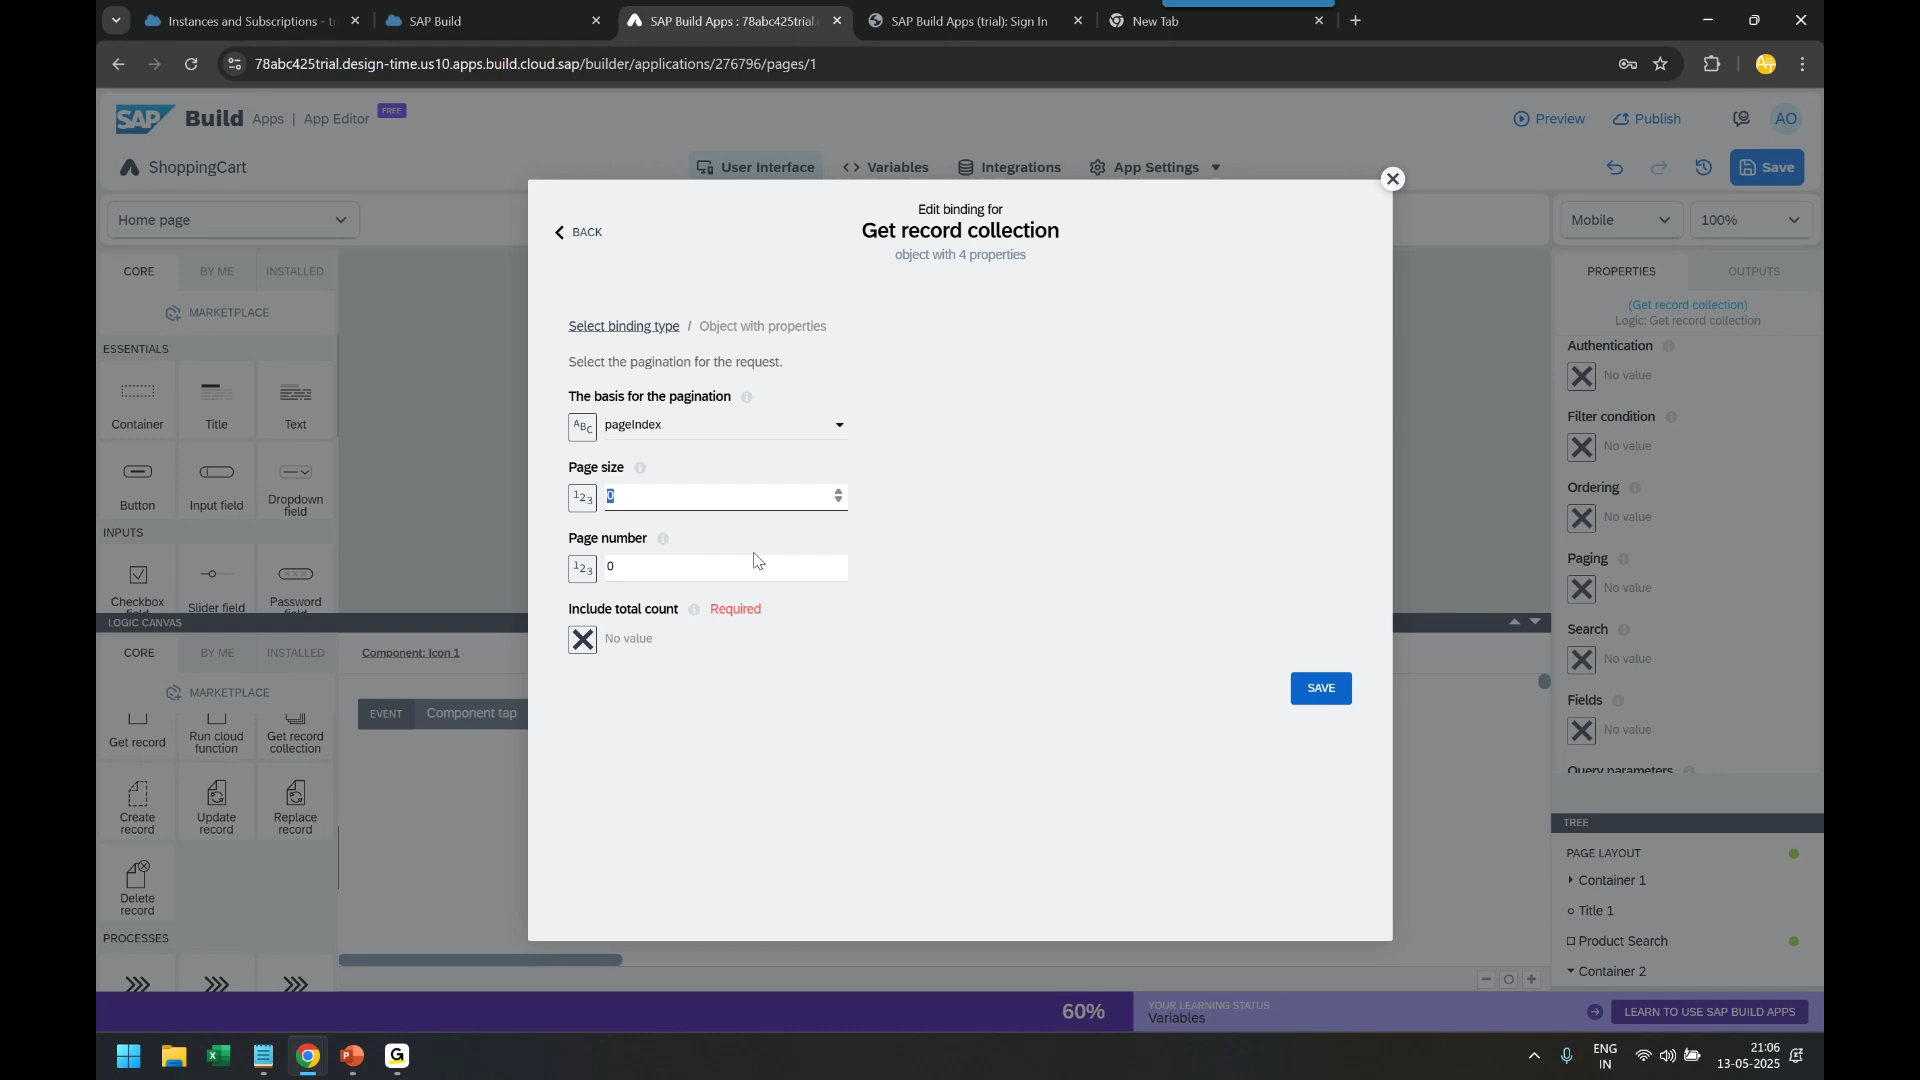 Instances and Subscriptions - tr
SAP Build
SAP Build Apps : 78abc425trial.
SAP Build Apps (trial): Sign In
New Tab
78abc425trial.design-time.us10.apps.build.cloud.sap/builder/applications/276796/pages/1
SAP Build Apps | App Editor FREE
Preview
Publish
AO
ShoppingCart
User Interface
Variables
Integrations
App Settings
Save
Home page
Mobile
100%
CORE
BY ME
INSTALLED
MARKETPLACE
ESSENTIALS
Container
Title
Text
Button
Input field
Dropdown
field
INPUTS
Checkbox
field
Slider field
Password
field
BACK
Edit binding for
Get record collection
object with 4 properties
Select binding type / Object with properties
Select the pagination for the request.
The basis for the pagination
ABC pageIndex
Page size
123 0
Page number
123 0
Include total count Required
No value
SAVE
PROPERTIES
OUTPUTS
(Get record collection)
Logic: Get record collection
Authentication
No value
Filter condition
No value
Ordering
No value
Paging
No value
Search
No value
Fields
No value
Query parameters
LOGIC CANVAS
CORE
BY ME
INSTALLED
Component: Icon 1
MARKETPLACE
EVENT Component tap
Get record
Run cloud
function
Get record
collection
Create
record
Update
record
Replace
record
Delete
record
PROCESSES
TREE
PAGE LAYOUT
Container 1
Title 1
Product Search
Container 2
60%
YOUR LEARNING STATUS
Variables
LEARN TO USE SAP BUILD APPS
ENG
IN
21:06
13-05-2025